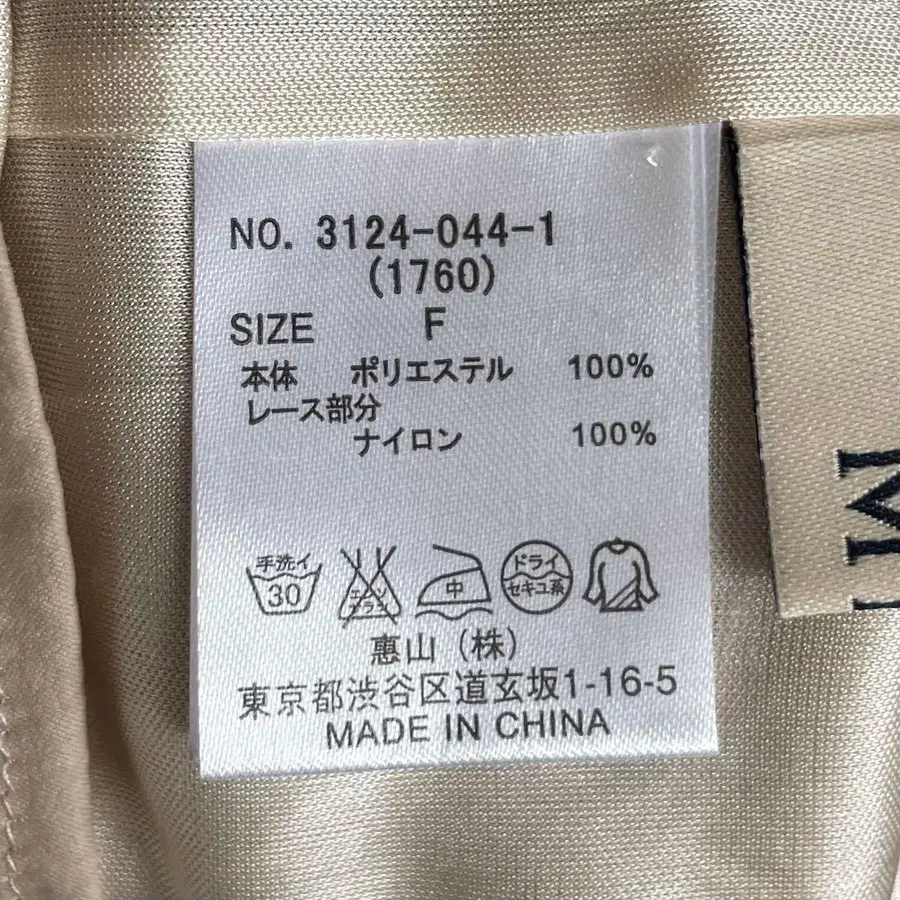 NO. 3124-044-1
(1760)
SIZE F
本体 ポリエステル 100%
レース部分
ナイロン 100%
手洗イ
30
エンソ
サラシ
中
ドライ
セキユ系
惠山（株）
東京都渋谷区道玄坂1-16-5
MADE IN CHINA
M